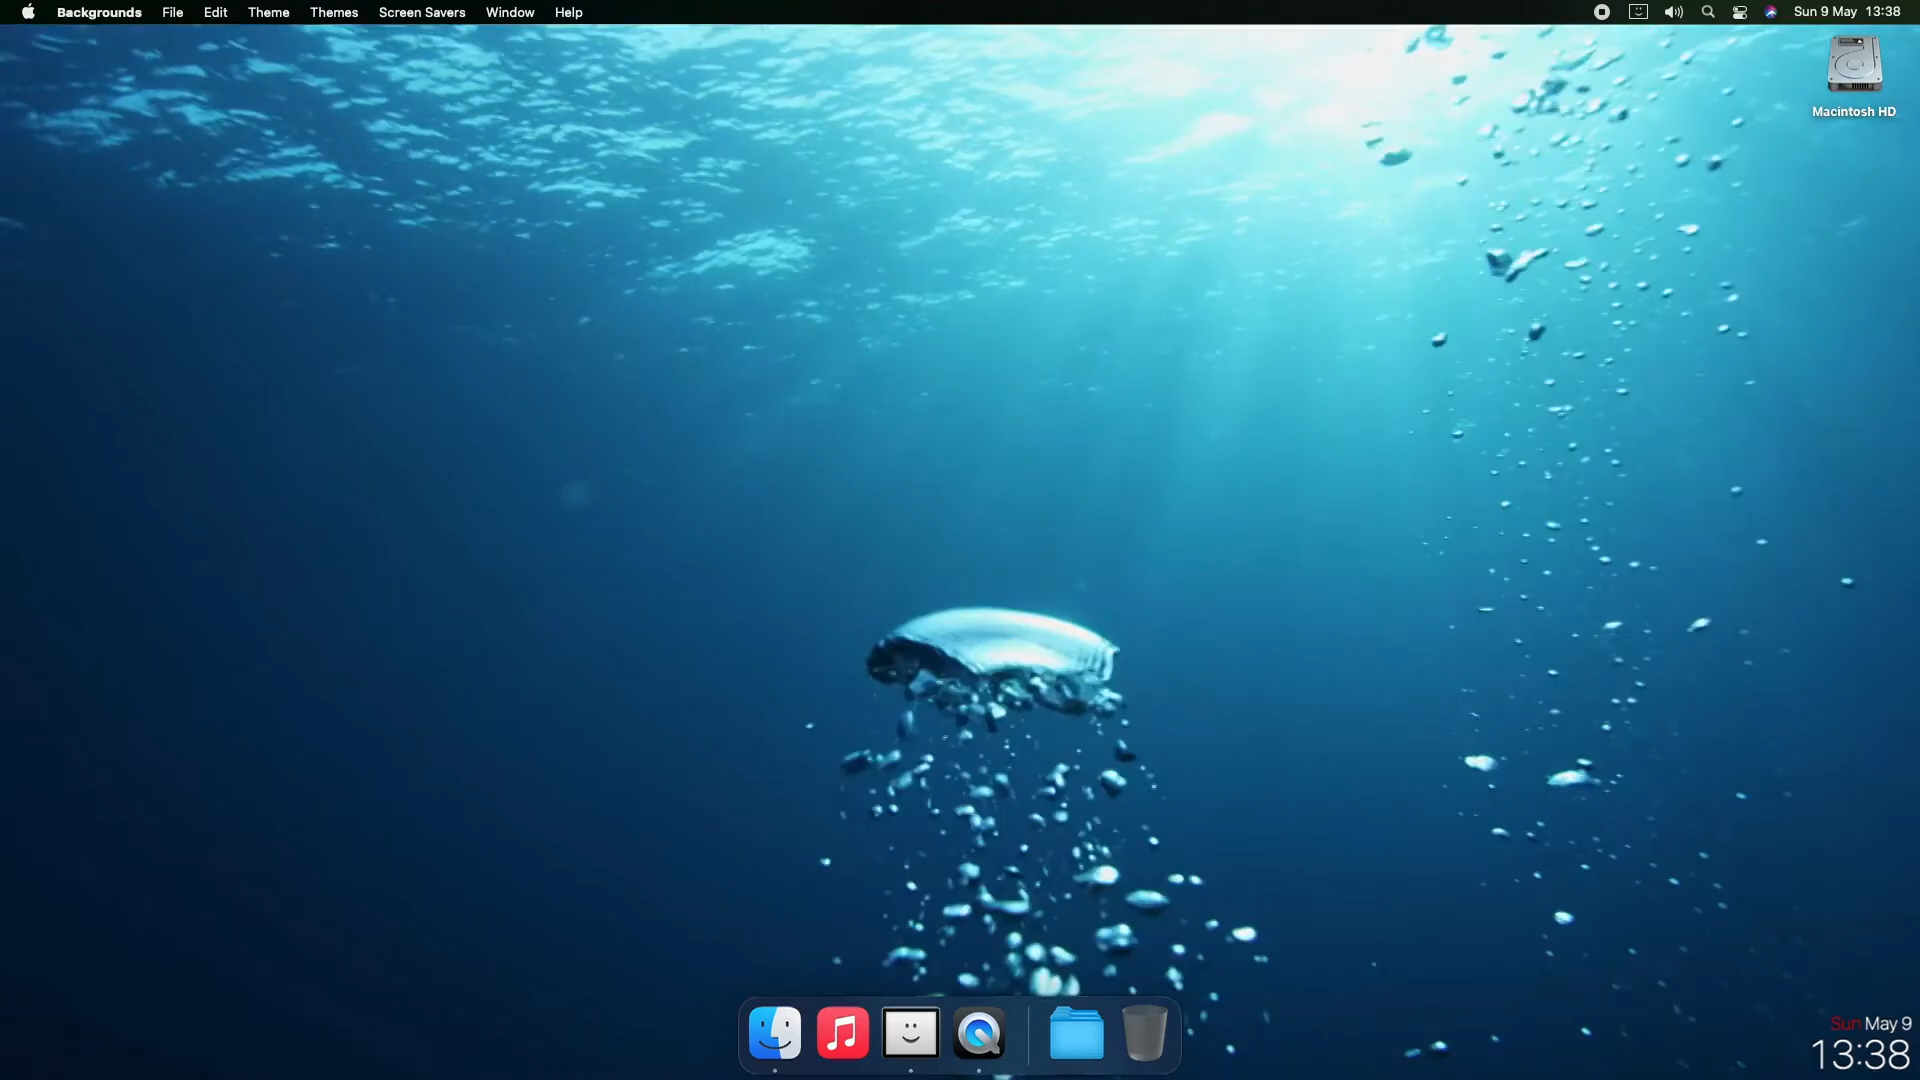 Backgrounds File Edit Theme Themes Screen Savers Window Help Sun 9 May 13:38
Macintosh HD
Sun May 9
13:38